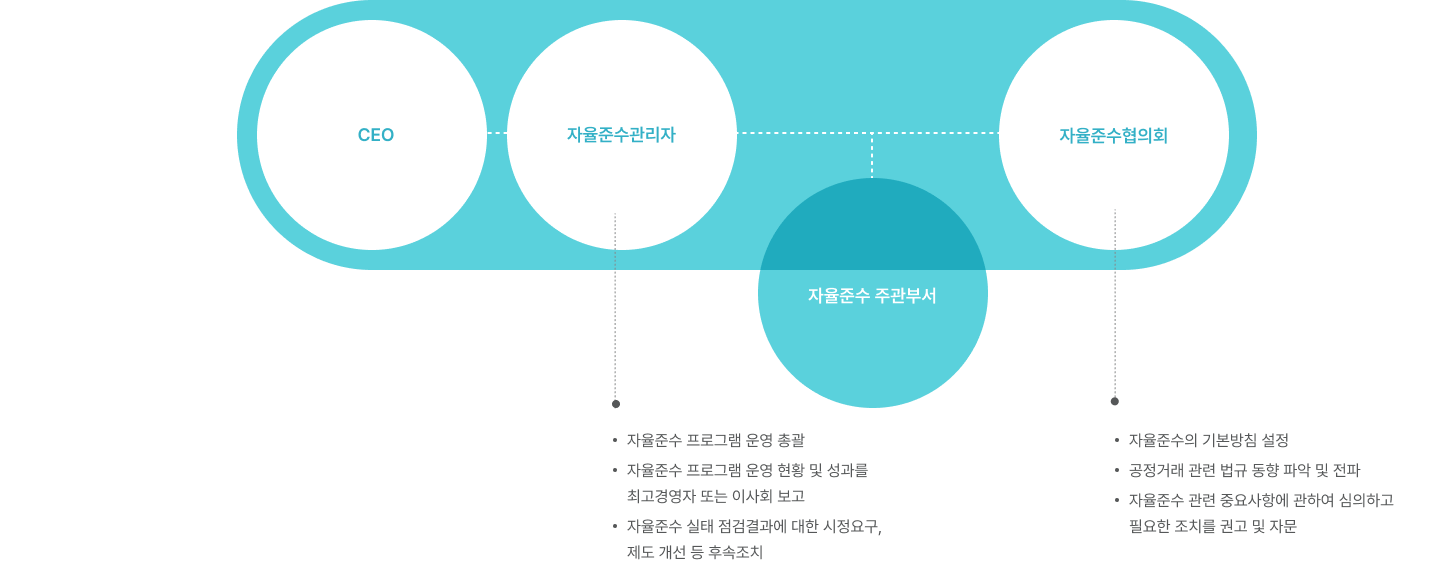 CEO
자율준수관리자
자율준수협의회
자율준수 주관부서
• 자율준수 프로그램 운영 총괄
• 자율준수 프로그램 운영 현황 및 성과를
최고경영자 또는 이사회 보고
• 자율준수 실태 점검결과에 대한 시정요구,
제도 개선 등 후속조치
• 자율준수의 기본방침 설정
• 공정거래 관련 법규 동향 파악 및 전파
• 자율준수 관련 중요사항에 관하여 심의하고
필요한 조치를 권고 및 자문